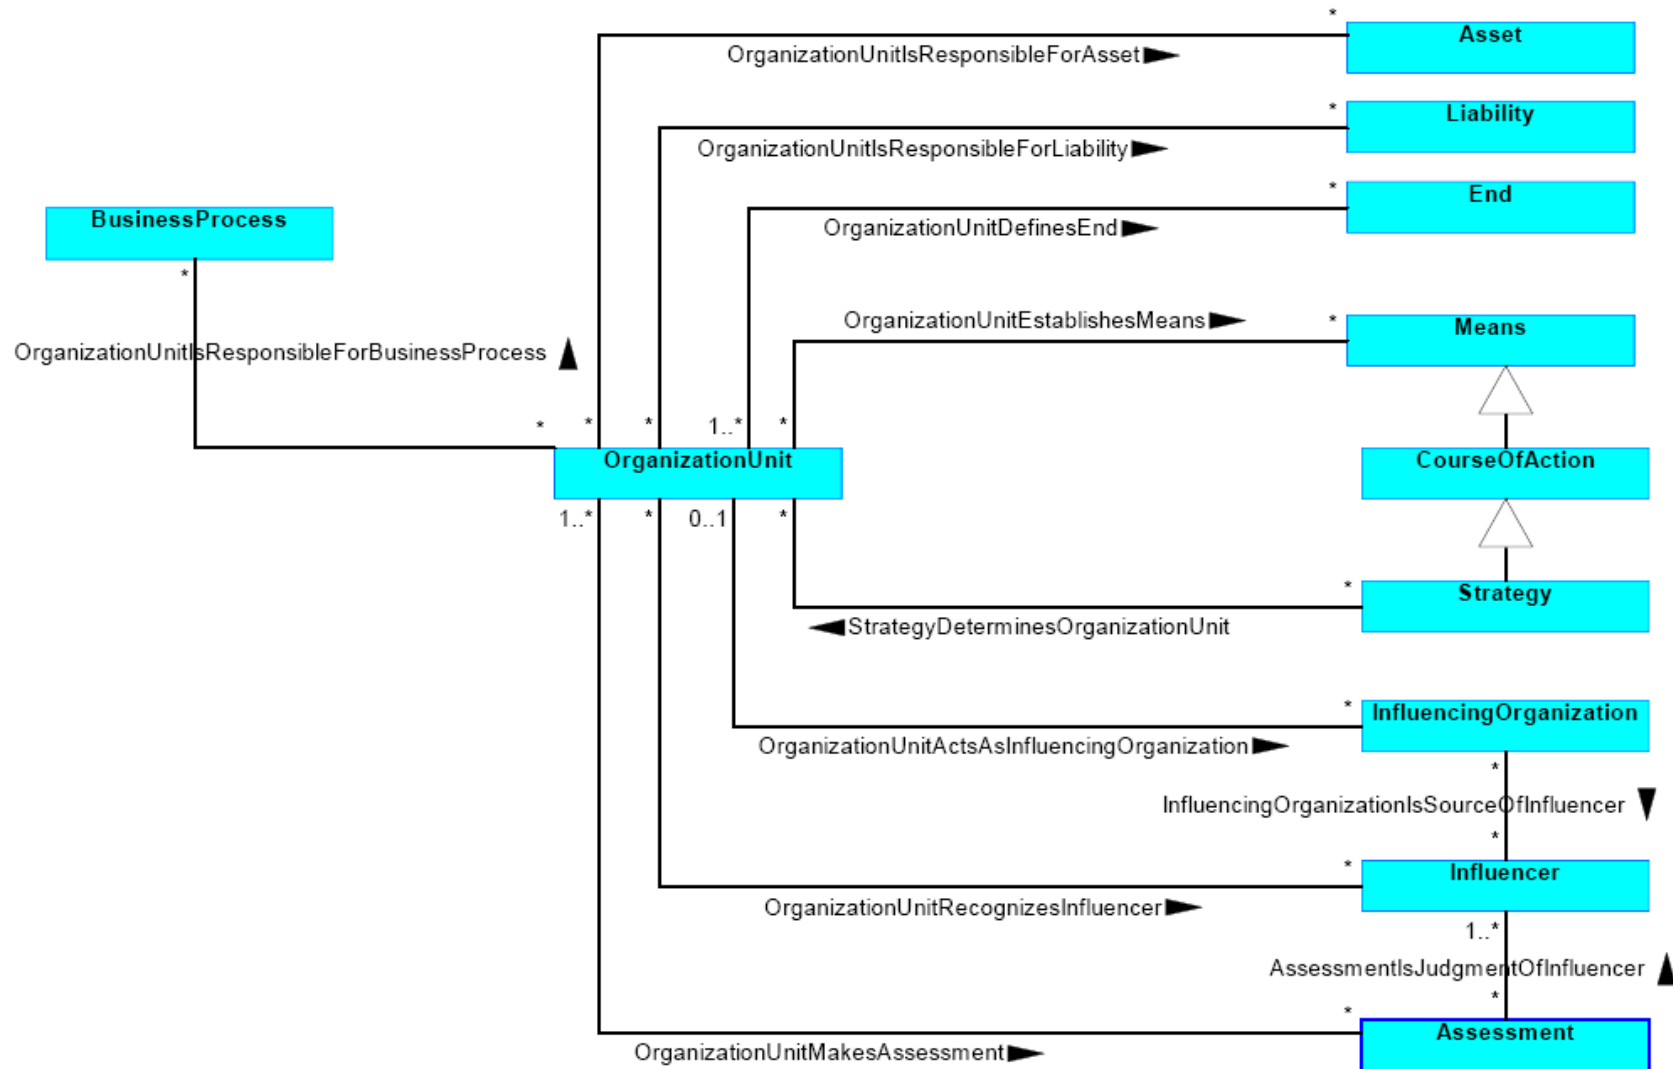 *
Asset
OrganizationUnitIsResponsibleForAsset
*
Liability
OrganizationUnitIsResponsibleForLiability
*
End
OrganizationUnitDefinesEnd
BusinessProcess
*
OrganizationUnitEstablishesMeans
*
Means
OrganizationUnitIsResponsibleForBusinessProcess
* * * 1..* *
OrganizationUnit
CourseOfAction
1..* * 0..1 *
*
Strategy
StrategyDeterminesOrganizationUnit
*
InfluencingOrganization
OrganizationUnitActsAsInfluencingOrganization
*
InfluencingOrganizationIsSourceOfInfluencer
*
*
Influencer
OrganizationUnitRecognizesInfluencer
1..*
AssessmentIsJudgmentOfInfluencer
*
*
Assessment
OrganizationUnitMakesAssessment